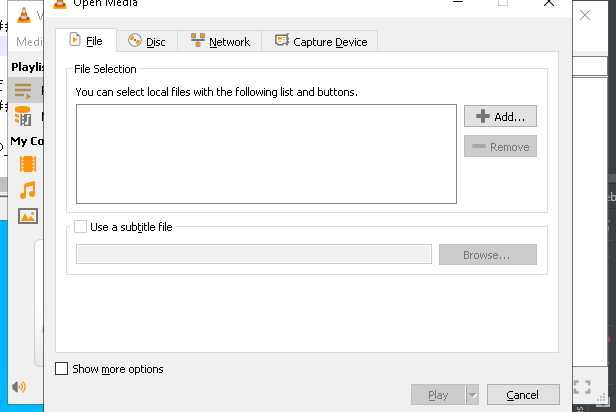 Open Media
Medi
File
Disc
Network
Capture Device
Playlis
File Selection
You can select local files with the following list and buttons.
Add...
Remove
My Co
Use a subtitle file
Browse...
Show more options
Play
Cancel